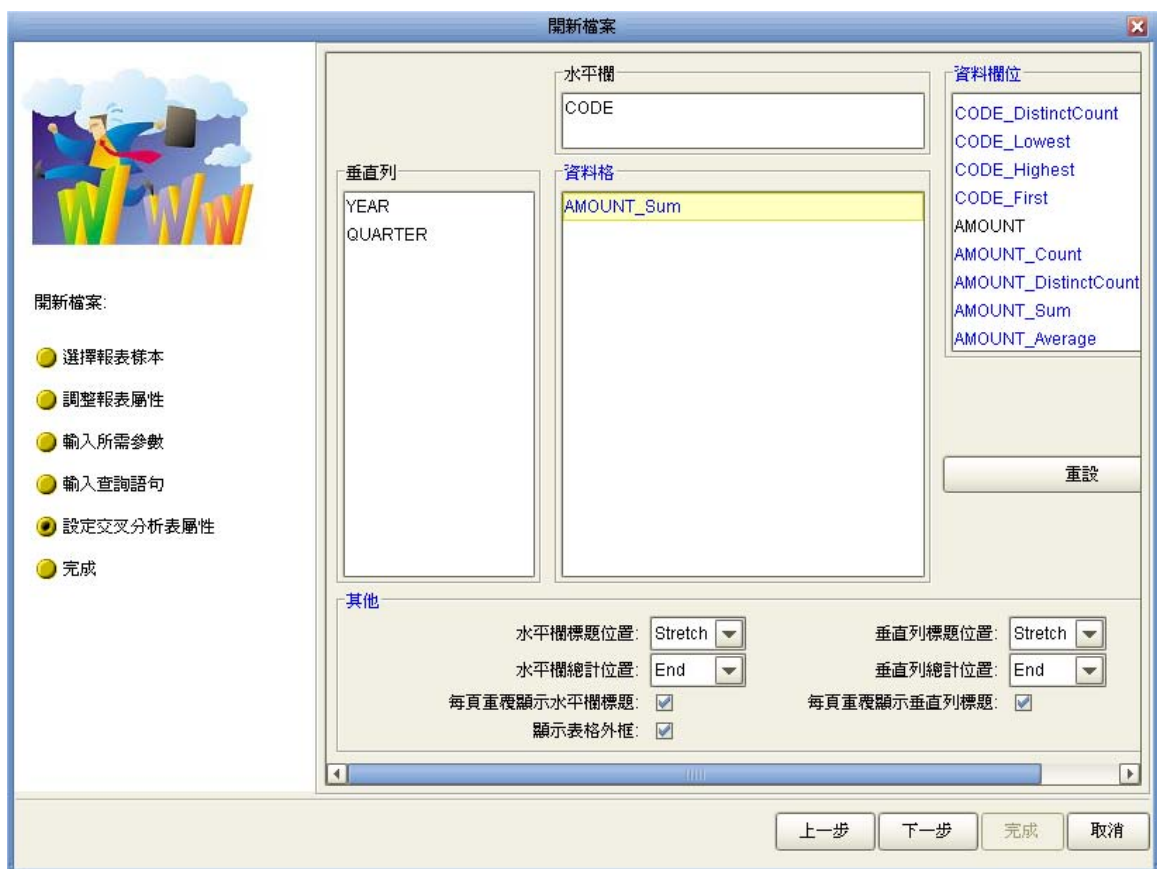 開新檔案
WWW
開新檔案:
選擇報表樣本
調整報表屬性
輸入所需參數
輸入查詢語句
設定交叉分析表屬性
完成
水平欄
CODE
垂直列
YEAR
QUARTER
資料格
AMOUNT_Sum
資料欄位
CODE_DistinctCount
CODE_Lowest
CODE_Highest
CODE_First
AMOUNT
AMOUNT_Count
AMOUNT_DistinctCount
AMOUNT_Sum
AMOUNT_Average
重設
其他
水平欄標題位置: Stretch 垂直列標題位置: Stretch
水平欄總計位置: End 垂直列總計位置: End
每頁重覆顯示水平欄標題: 每頁重覆顯示垂直列標題:
顯示表格外框:
上一步 下一步 完成 取消